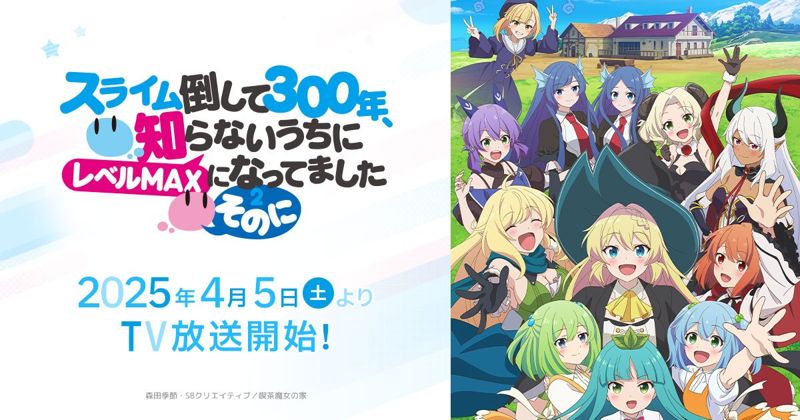 スライム倒して300年、
知らないうちに
レベルMAXになってました
そのに
2
2025年4月5日土より
TV放送開始!
森田季節・SBクリエイティブ/喫茶魔女の家